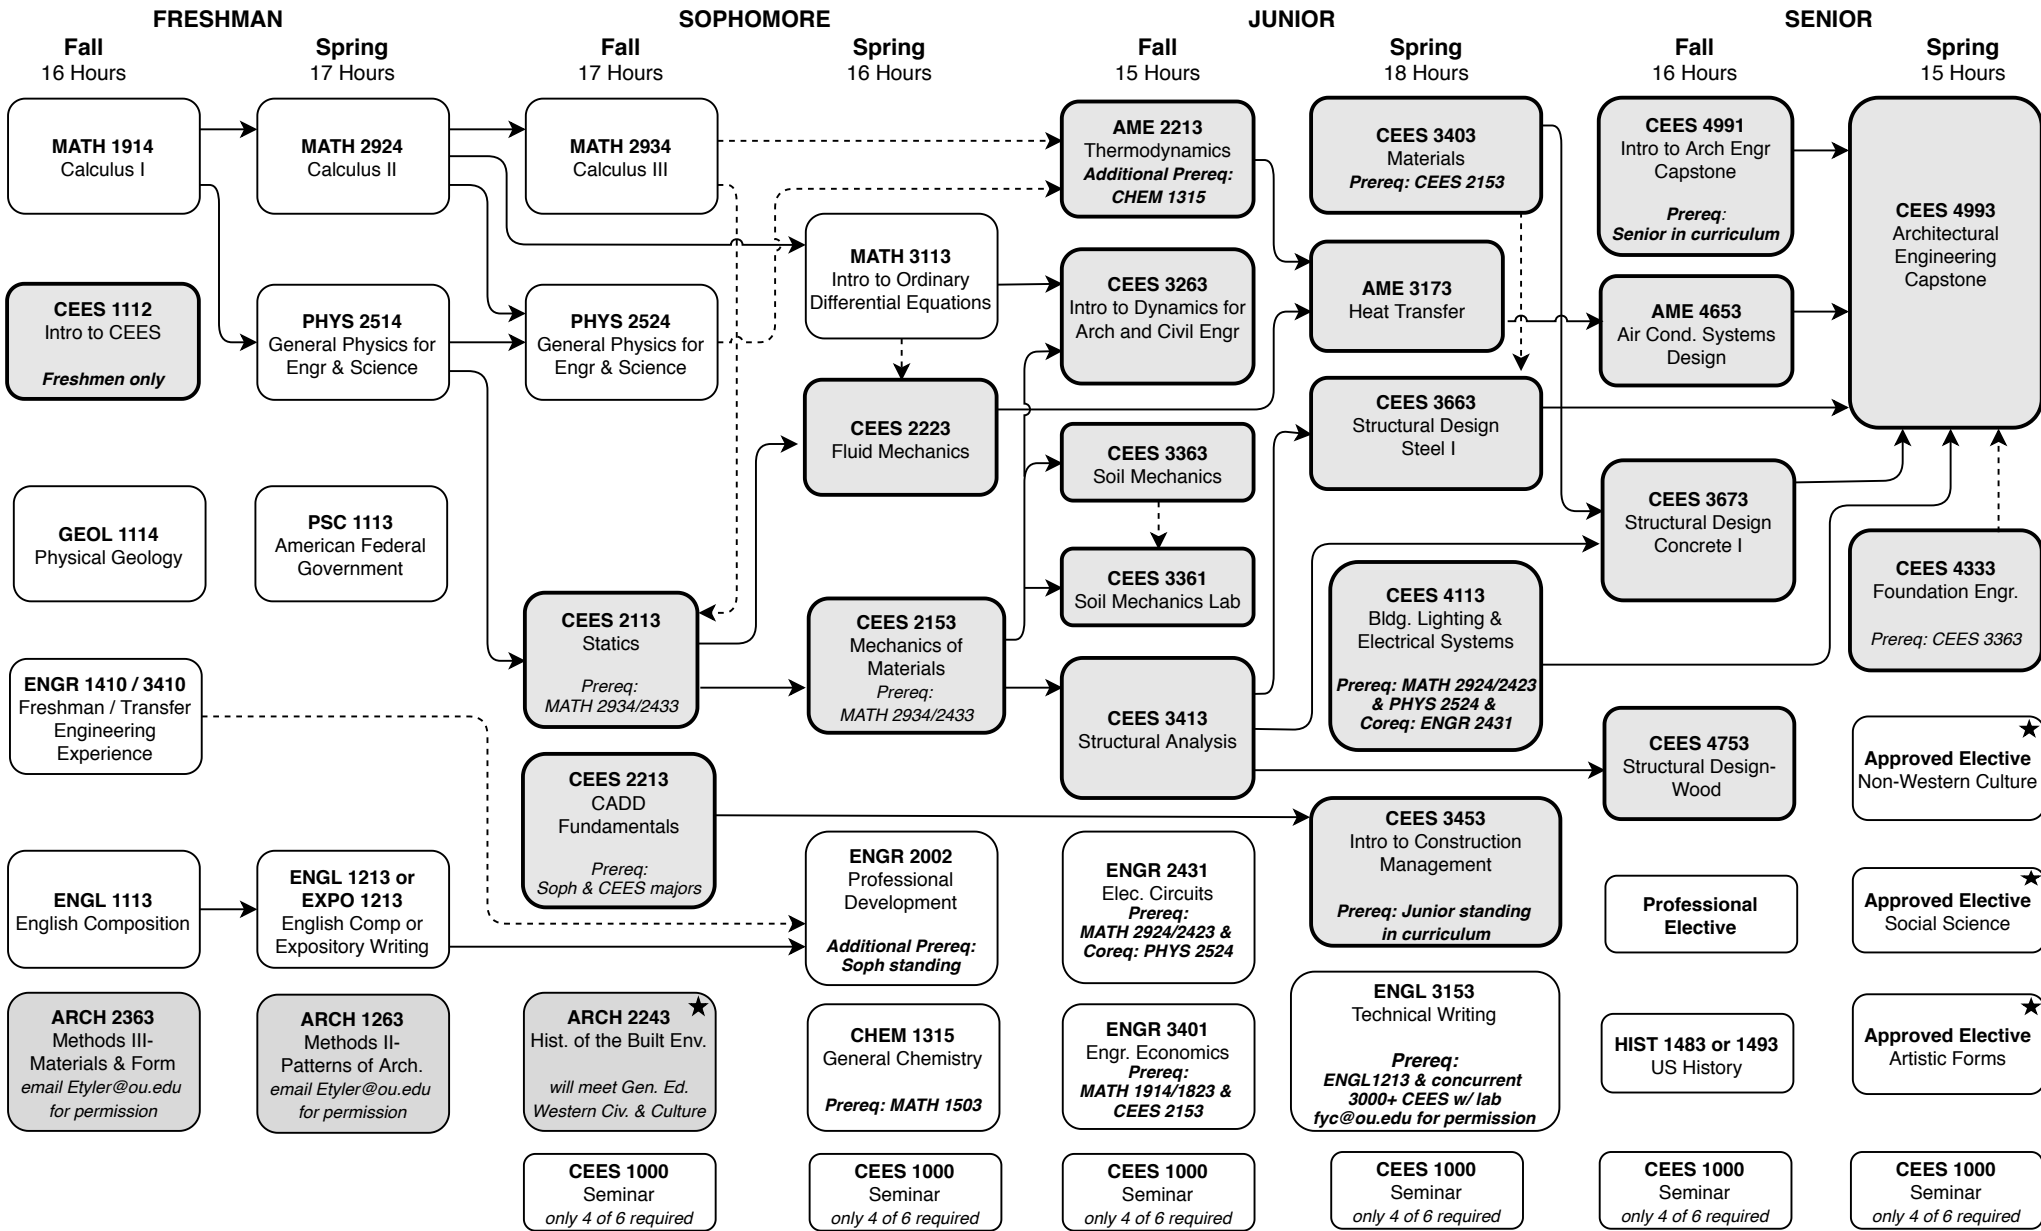 FRESHMAN
SOPHOMORE
JUNIOR
SENIOR
Fall
16 Hours
Spring
17 Hours
Fall
17 Hours
Spring
16 Hours
Fall
15 Hours
Spring
18 Hours
Fall
16 Hours
Spring
15 Hours
MATH 1914
Calculus I
CEES 1112
Intro to CEES
Freshmen only
GEOL 1114
Physical Geology
ENGR 1410 / 3410
Freshman / Transfer
Engineering
Experience
ENGL 1113
English Composition
ARCH 2363
Methods III-
Materials & Form
email Etyler@ou.edu
for permission
MATH 2924
Calculus II
PHYS 2514
General Physics for
Engr & Science
PSC 1113
American Federal
Government
ENGL 1213 or
EXPO 1213
English Comp or
Expository Writing
ARCH 1263
Methods II-
Patterns of Arch.
email Etyler@ou.edu
for permission
MATH 2934
Calculus III
PHYS 2524
General Physics for
Engr & Science
CEES 2113
Statics
Prereq:
MATH 2934/2433
CEES 2213
CADD
Fundamentals
Prereq:
Soph & CEES majors
ARCH 2243
Hist. of the Built Env.
will meet Gen. Ed.
Western Civ. & Culture
CEES 1000
Seminar
only 4 of 6 required
MATH 3113
Intro to Ordinary
Differential Equations
CEES 2223
Fluid Mechanics
CEES 2153
Mechanics of
Materials
Prereq:
MATH 2934/2433
ENGR 2002
Professional
Development
Additional Prereq:
Soph standing
CHEM 1315
General Chemistry
Prereq: MATH 1503
CEES 1000
Seminar
only 4 of 6 required
AME 2213
Thermodynamics
Additional Prereq:
CHEM 1315
CEES 3263
Intro to Dynamics for
Arch and Civil Engr
CEES 3363
Soil Mechanics
CEES 3361
Soil Mechanics Lab
CEES 3413
Structural Analysis
ENGR 2431
Elec. Circuits
Prereq:
MATH 2924/2423 &
Coreq: PHYS 2524
ENGR 3401
Engr. Economics
Prereq:
MATH 1914/1823 &
CEES 2153
CEES 1000
Seminar
only 4 of 6 required
CEES 3403
Materials
Prereq: CEES 2153
AME 3173
Heat Transfer
CEES 3663
Structural Design
Steel I
CEES 4113
Bldg. Lighting &
Electrical Systems
Prereq: MATH 2924/2423
& PHYS 2524 &
Coreq: ENGR 2431
CEES 3453
Intro to Construction
Management
Prereq: Junior standing
in curriculum
ENGL 3153
Technical Writing
Prereq:
ENGL1213 & concurrent
3000+ CEES w/ lab
fyc@ou.edu for permission
CEES 1000
Seminar
only 4 of 6 required
CEES 4991
Intro to Arch Engr
Capstone
Prereq:
Senior in curriculum
AME 4653
Air Cond. Systems
Design
CEES 3673
Structural Design
Concrete I
CEES 4753
Structural Design-
Wood
Professional
Elective
HIST 1483 or 1493
US History
CEES 1000
Seminar
only 4 of 6 required
CEES 4993
Architectural
Engineering
Capstone
CEES 4333
Foundation Engr.
Prereq: CEES 3363
Approved Elective
Non-Western Culture
Approved Elective
Social Science
Approved Elective
Artistic Forms
CEES 1000
Seminar
only 4 of 6 required